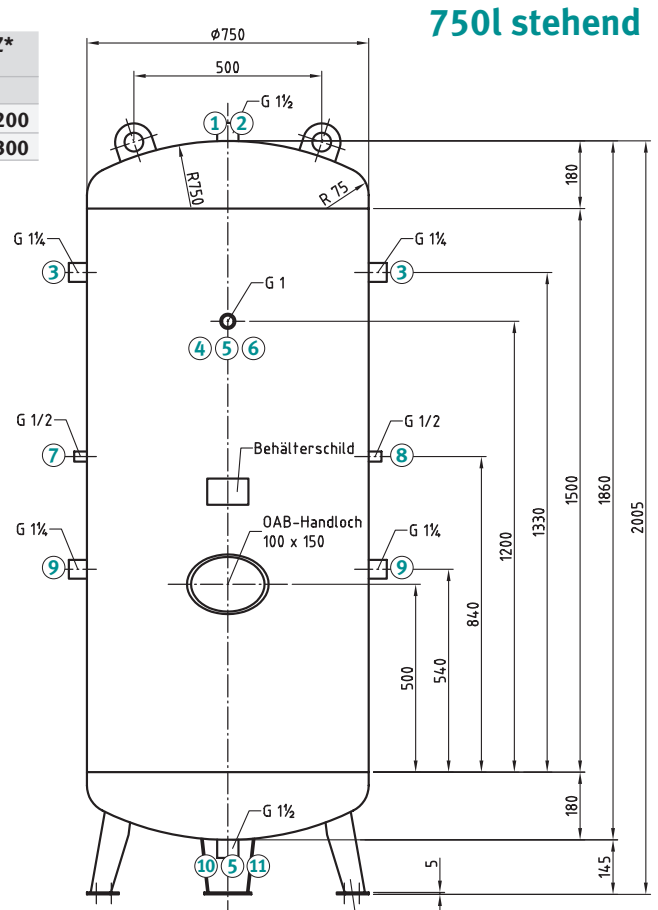 750l stehend
Z*
200
300
Ø750
500
G 1½
1 2
R750
R 75
180
G 1¼
G 1¼
3
3
G 1
4 5 6
G 1/2
G 1/2
7
8
Behälterschild
OAB-Handloch
100 x 150
G 1¼
G 1¼
9
9
500
540
840
1200
1330
1500
1860
2005
180
G 1½
10 5 11
5
145